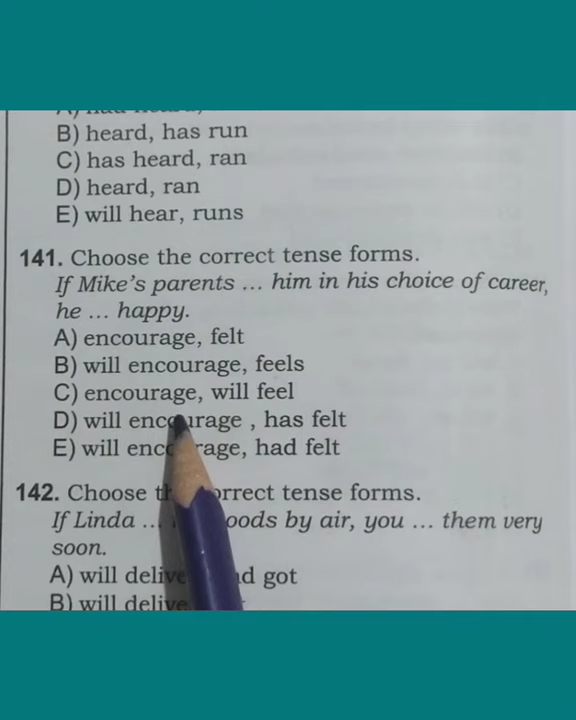 B) heard, has run
C) has heard, ran
D) heard, ran
E) will hear, runs
141. Choose the correct tense forms.
If Mike's parents ... him in his choice of career,
he ... happy.
A) encourage, felt
B) will encourage, feels
C) encourage, will feel
D) will encourage , has felt
E) will encourage, had felt
142. Choose the correct tense forms.
If Linda ... by air, you ... them very
soon.
A) will got
B) will